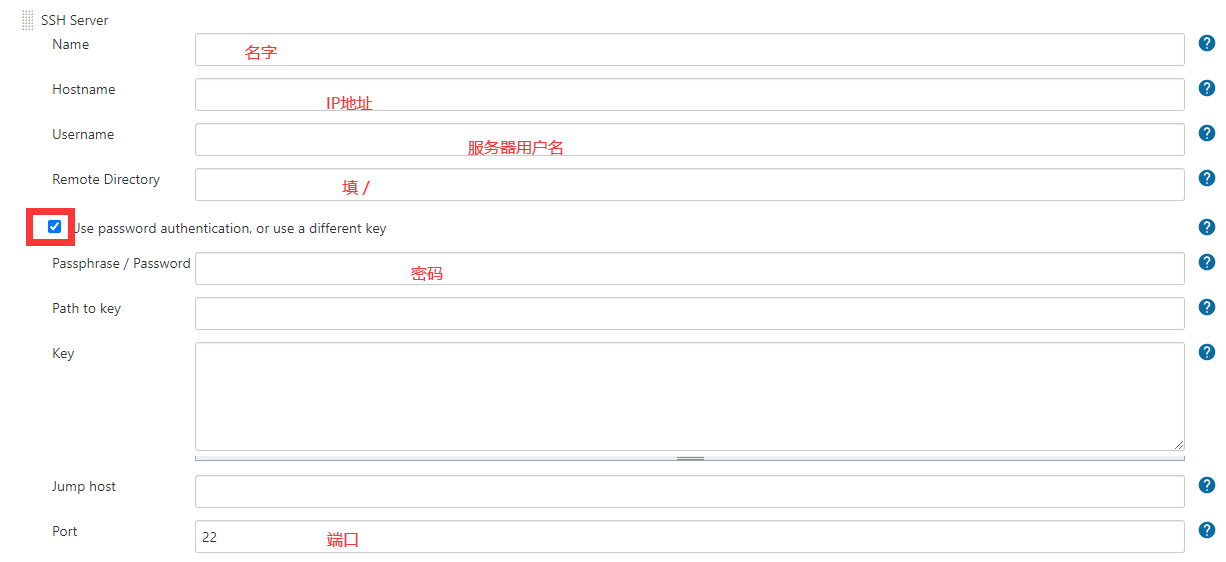 SSH Server
Name
名字
Hostname
IP地址
Username
服务器用户名
Remote Directory
填 /
Use password authentication, or use a different key
Passphrase / Password
密码
Path to key
Key
Jump host
Port
22
端口